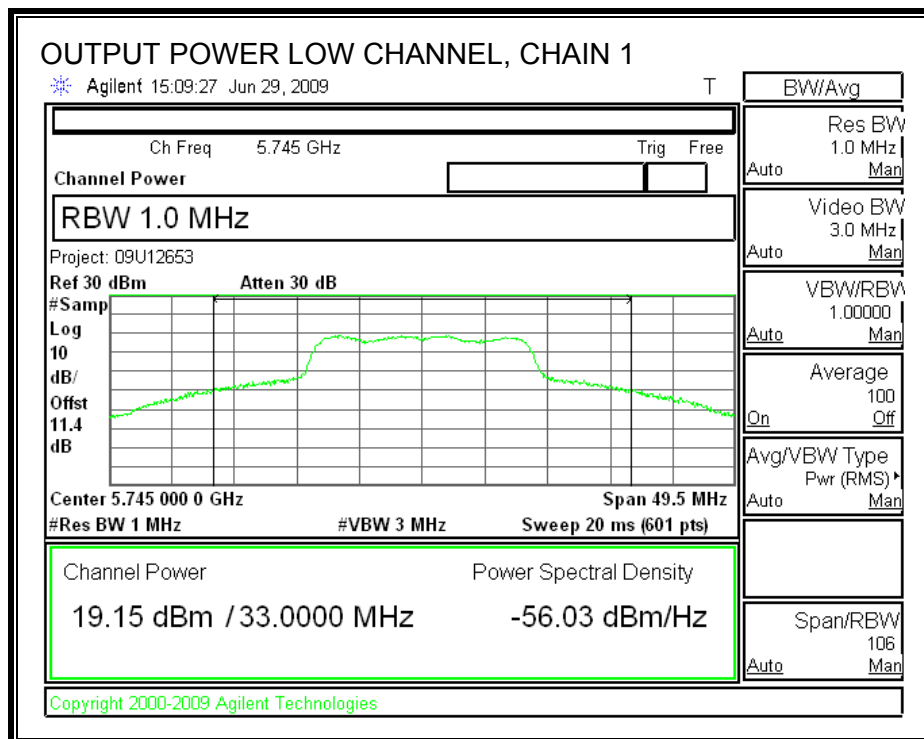 OUTPUT POWER LOW CHANNEL, CHAIN 1
Agilent 15:09:27 Jun 29, 2009 T
Ch Freq 5.745 GHz Trig Free
Channel Power
RBW 1.0 MHz
Project: 09U12653
Ref 30 dBm Atten 30 dB
#Samp
Log
10
dB/
Offst
11.4
dB
Center 5.745 000 0 GHz Span 49.5 MHz
#Res BW 1 MHz #VBW 3 MHz Sweep 20 ms (601 pts)
Channel Power Power Spectral Density
19.15 dBm / 33.0000 MHz -56.03 dBm/Hz
Copyright 2000-2009 Agilent Technologies
BW/Avg
Res BW
1.0 MHz
Auto Man
Video BW
3.0 MHz
Auto Man
VBW/RBW
1.00000
Auto Man
Average
100
On Off
Avg/VBW Type
Pwr (RMS)
Auto Man
Span/RBW
106
Auto Man